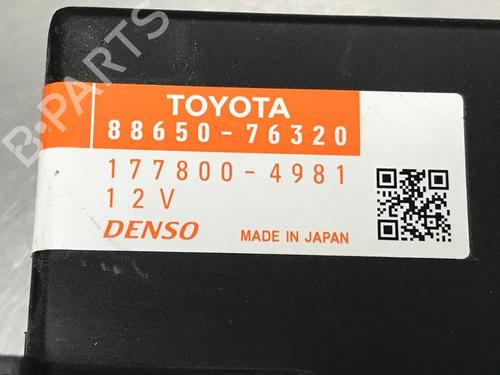 B-PARTS
TOYOTA
88650-76320
177800-4981
12V
DENSO MADE IN JAPAN